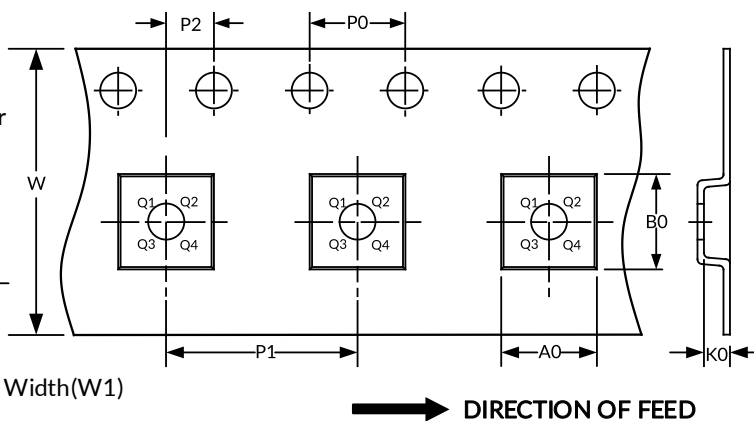 P2
P0
r
W
Q1 Q2
Q3 Q4
Q1 Q2
Q3 Q4
Q1 Q2
Q3 Q4
B0
P1
A0
K0
Width(W1)
DIRECTION OF FEED